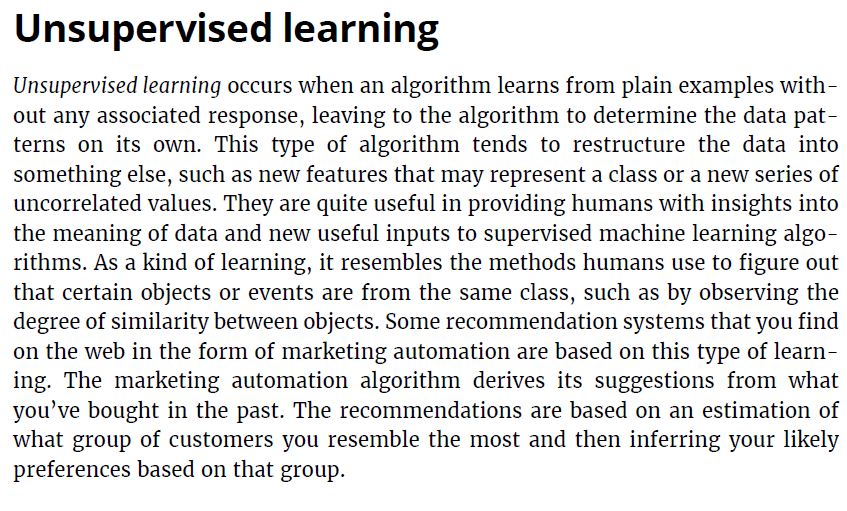 Unsupervised learning
Unsupervised learning occurs when an algorithm learns from plain examples with-
out any associated response, leaving to the algorithm to determine the data pat-
terns on its own. This type of algorithm tends to restructure the data into
something else, such as new features that may represent a class or a new series of
uncorrelated values. They are quite useful in providing humans with insights into
the meaning of data and new useful inputs to supervised machine learning algo-
rithms. As a kind of learning, it resembles the methods humans use to figure out
that certain objects or events are from the same class, such as by observing the
degree of similarity between objects. Some recommendation systems that you find
on the web in the form of marketing automation are based on this type of learn-
ing. The marketing automation algorithm derives its suggestions from what
you’ve bought in the past. The recommendations are based on an estimation of
what group of customers you resemble the most and then inferring your likely
preferences based on that group.